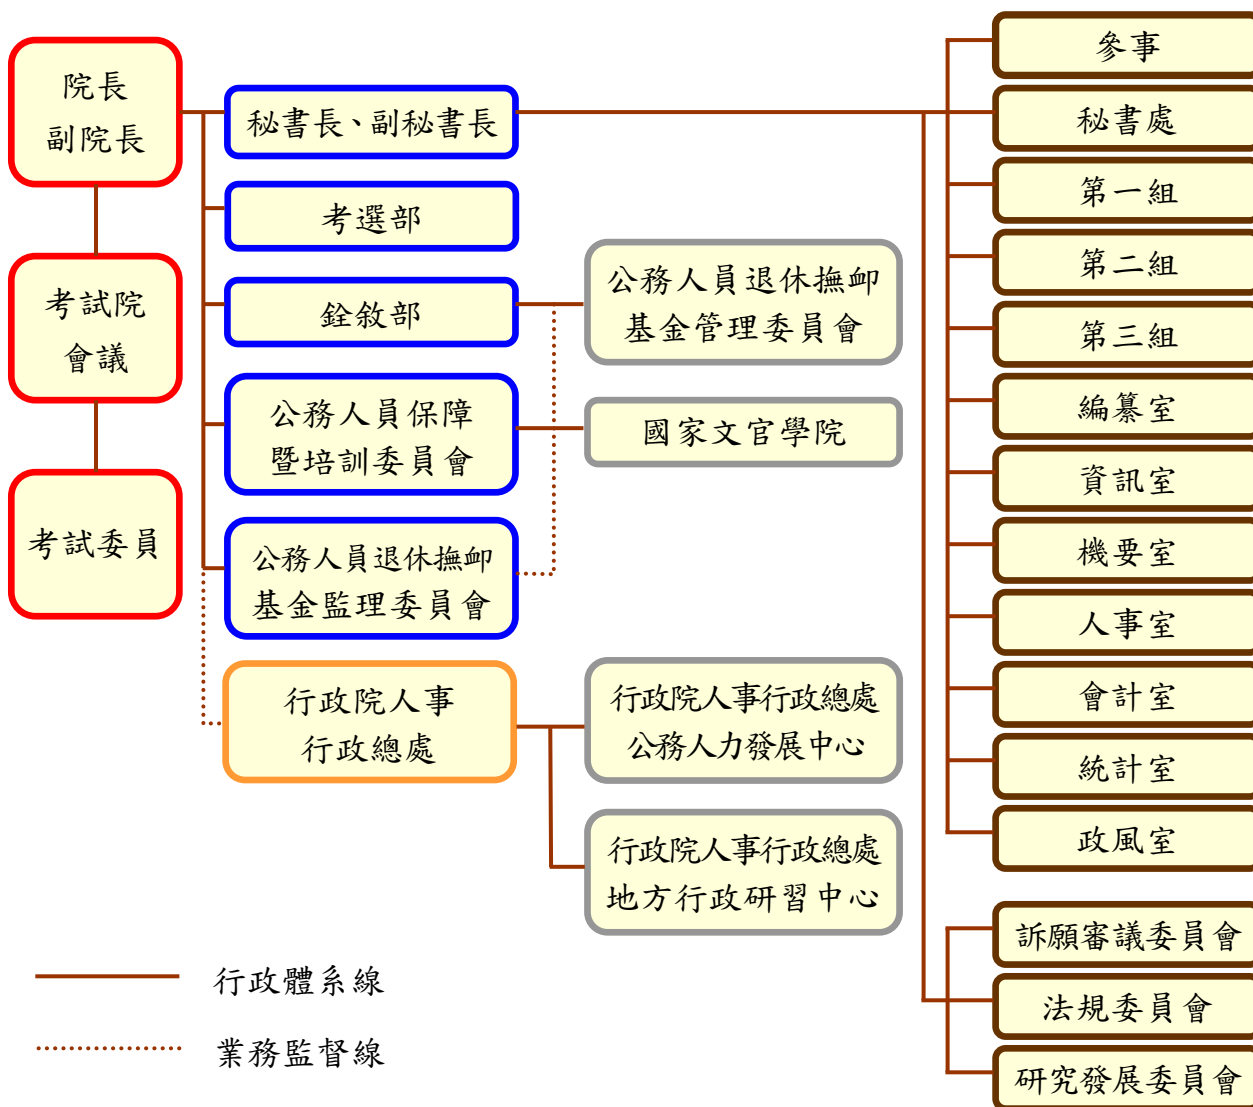 院長
副院長
考試院
會議
考試委員
秘書長、副秘書長
考選部
銓敘部
公務人員保障
暨培訓委員會
公務人員退休撫卹
基金監理委員會
行政院人事
行政總處
公務人員退休撫卹
基金管理委員會
國家文官學院
行政院人事行政總處
公務人力發展中心
行政院人事行政總處
地方行政研習中心
參事
秘書處
第一組
第二組
第三組
編纂室
資訊室
機要室
人事室
會計室
統計室
政風室
訴願審議委員會
法規委員會
研究發展委員會
行政體系線
業務監督線